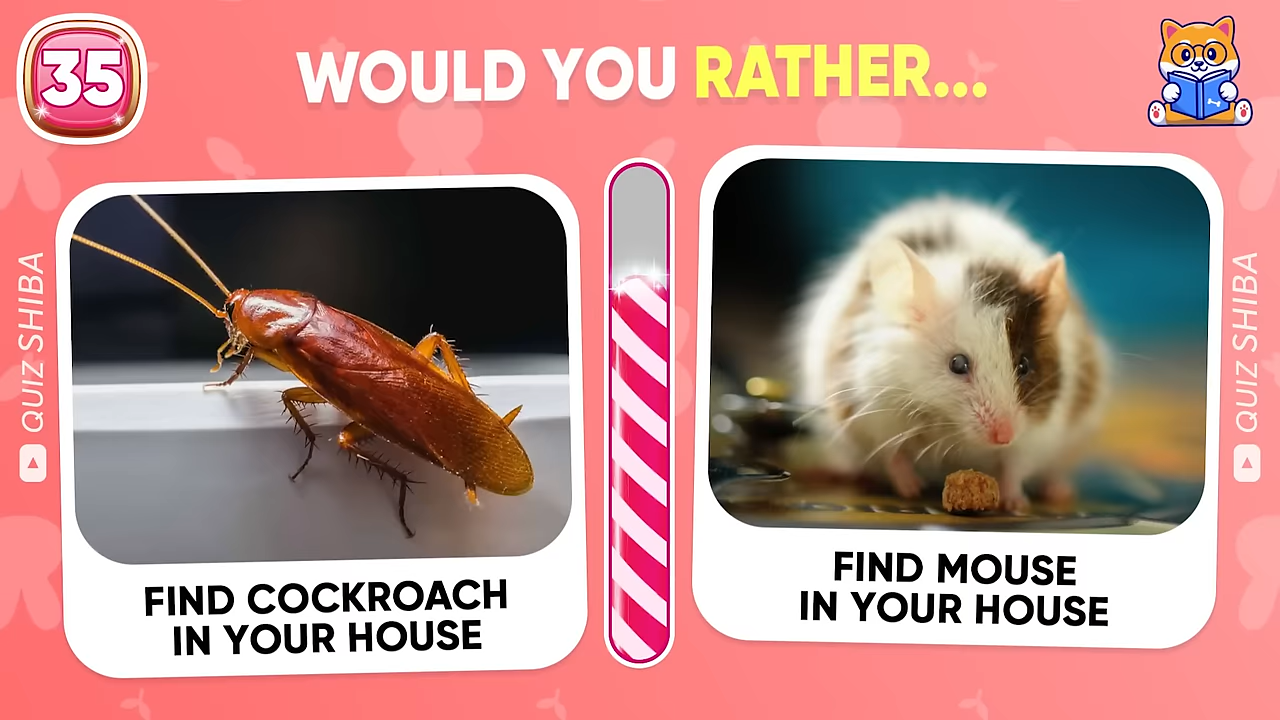 35
WOULD YOU RATHER...
QUIZ SHIBA
QUIZ SHIBA
FIND COCKROACH
IN YOUR HOUSE
FIND MOUSE
IN YOUR HOUSE